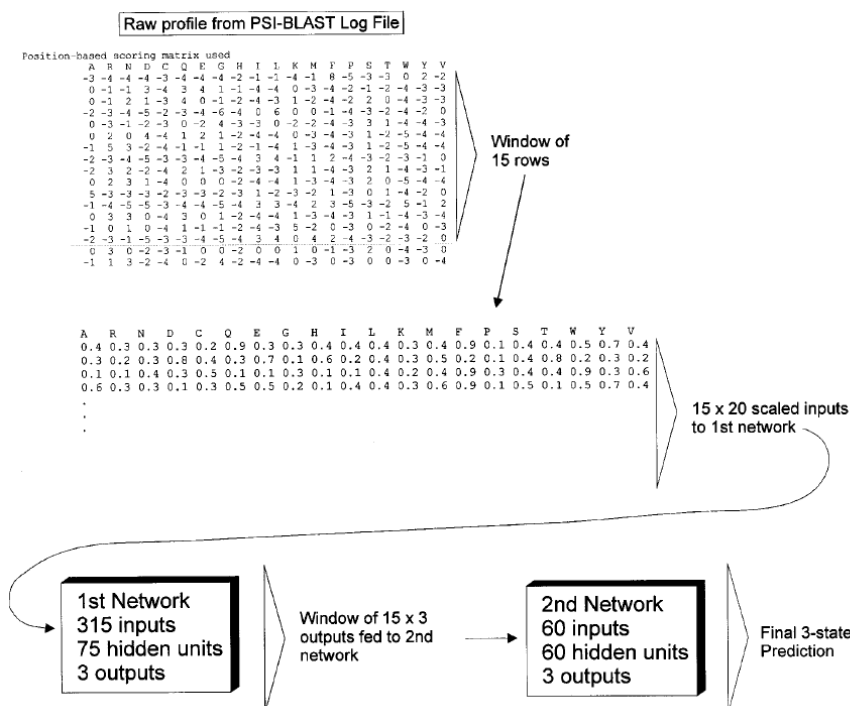 Raw profile from PSI-BLAST Log File
Position-based scoring matrix used
A R N D C Q E G H I L K M F P S T W Y V
-3 -4 -4 -4 -3 -4 -4 -4 -2 -1 -1 -4 -1 8 -5 -3 -3 0 2 -2
0 -1 -1 3 -4 3 4 1 -1 -4 -4 0 -3 -4 -2 -1 -2 -4 -3 -3
0 -1 2 1 -3 4 0 -1 -2 -4 -3 1 -2 -4 -2 2 0 -4 -3 -3
-2 -3 -4 -5 -2 -3 -4 -6 -4 0 6 0 0 -1 -4 -3 -2 -4 -2 0
0 -3 -1 -2 -3 0 -2 4 -3 -3 0 -2 -2 -4 -3 3 1 -4 -4 -3
0 2 0 4 -4 1 2 1 -2 -4 -4 0 -3 -4 -3 1 -2 -5 -4 -4
-1 5 3 -2 -4 -1 -1 1 -2 -4 -1 1 -3 -4 -3 1 -2 -5 -4 -4
-2 -3 -4 -5 -3 -3 -4 -5 -4 3 4 -1 1 2 -4 -3 -2 -3 -1 0
-2 3 2 -2 -4 2 1 -3 -2 -3 -3 1 1 -4 -3 2 1 -4 -3 -1
0 2 3 1 -4 0 0 0 -2 -4 -4 1 -3 -4 -3 2 0 -5 -4 -4
5 -3 -3 -3 -2 -3 -3 -2 -3 1 -2 -3 -2 1 -3 0 1 -4 -2 0
-1 -4 -5 -5 -3 -3 -4 -5 -4 3 3 -4 2 3 -5 -3 -2 5 -1 2
0 3 3 0 -4 3 0 1 -2 -4 -4 1 -3 -4 -3 1 -1 -4 -3 -4
-1 0 1 0 -4 1 -1 -1 -2 -4 -3 5 -2 0 -3 0 -2 -4 0 -3
-2 -3 -1 -5 -3 -3 -4 -5 -4 3 4 0 4 2 -4 -3 -2 -3 -2 0
0 3 0 -2 -3 -1 0 0 -2 0 0 1 0 -1 -3 2 0 -4 -3 0
-1 1 3 -2 -4 0 -2 4 -2 -4 -4 0 -3 0 -3 0 0 -3 0 -4
Window of
15 rows
A R N D C Q E G H I L K M F P S T W Y V
0.4 0.3 0.3 0.3 0.2 0.9 0.3 0.3 0.4 0.4 0.4 0.3 0.4 0.9 0.1 0.4 0.4 0.5 0.7 0.4
0.3 0.2 0.3 0.8 0.4 0.3 0.7 0.1 0.6 0.2 0.4 0.3 0.5 0.2 0.1 0.4 0.8 0.2 0.3 0.2
0.1 0.1 0.4 0.3 0.5 0.1 0.1 0.3 0.1 0.1 0.4 0.2 0.4 0.9 0.3 0.4 0.4 0.9 0.3 0.6
0.6 0.3 0.3 0.1 0.3 0.5 0.5 0.2 0.1 0.4 0.4 0.3 0.6 0.9 0.1 0.5 0.1 0.5 0.7 0.4
.
.
.
15 x 20 scaled inputs
to 1st network
1st Network
315 inputs
75 hidden units
3 outputs
Window of 15 x 3
outputs fed to 2nd
network
2nd Network
60 inputs
60 hidden units
3 outputs
Final 3-state
Prediction